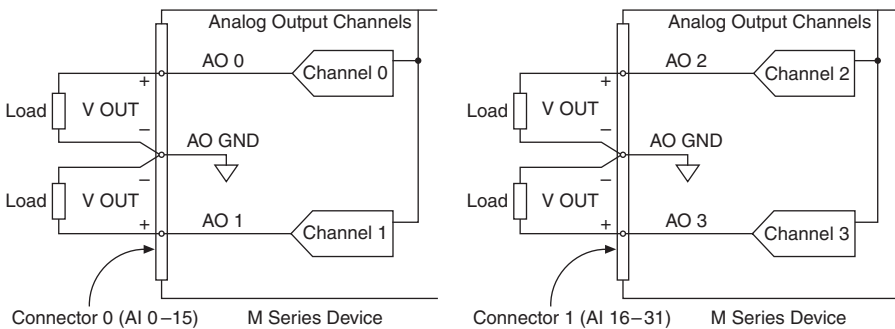 Analog Output Channels
AO 0
Channel 0
+
Load
V OUT
−
AO GND
−
Load
V OUT
+
AO 1
Channel 1
Connector 0 (AI 0–15)
M Series Device
Analog Output Channels
AO 2
Channel 2
+
Load
V OUT
−
AO GND
−
Load
V OUT
+
AO 3
Channel 3
Connector 1 (AI 16–31)
M Series Device